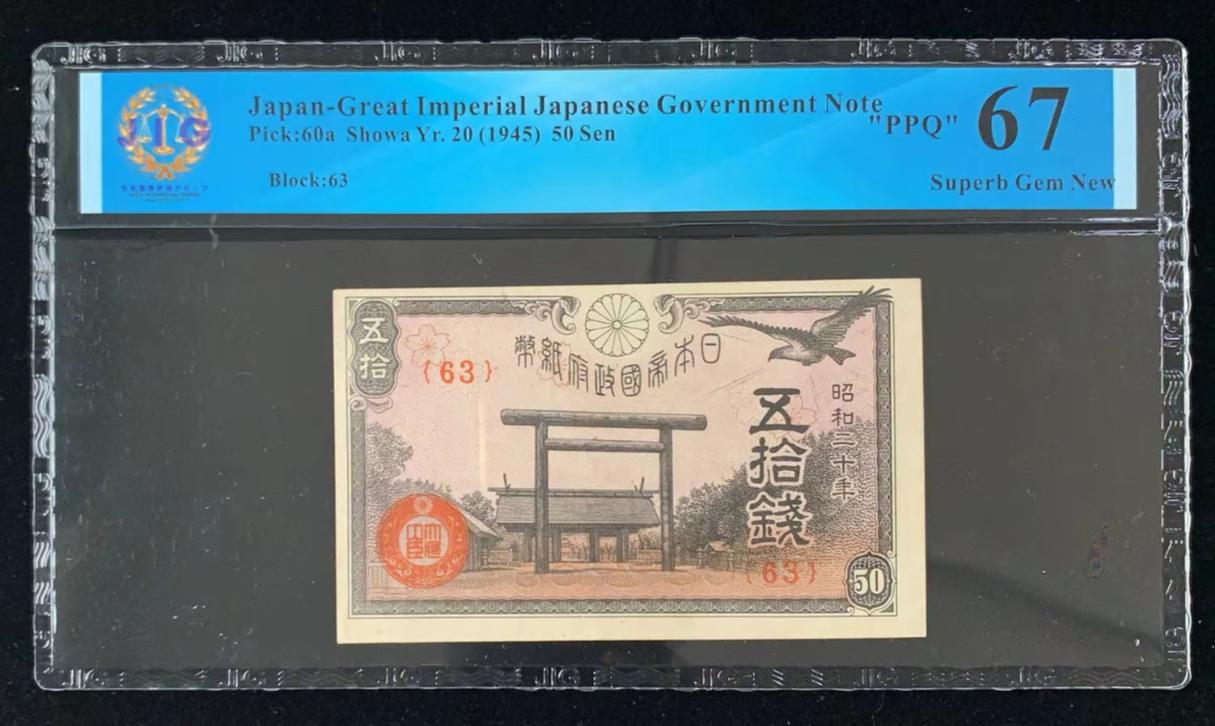 Japan-Great Imperial Japanese Government Note
"PPQ" 67
Pick:60a Showa Yr. 20 (1945) 50 Sen
Block:63
Superb Gem New
JIG
五拾
日本帝國政府紙幣
{63}
昭和二十年
五拾錢
{63}
50